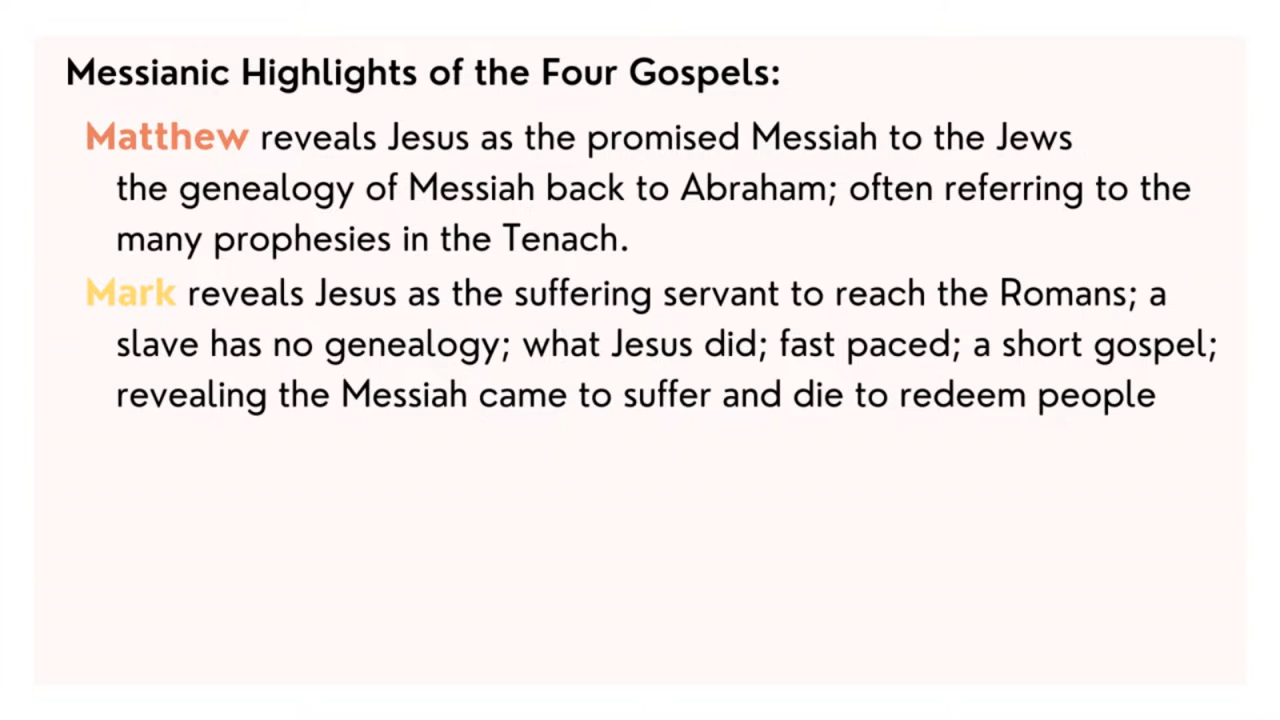 Messianic Highlights of the Four Gospels:
Matthew reveals Jesus as the promised Messiah to the Jews
the genealogy of Messiah back to Abraham; often referring to the
many prophesies in the Tenach.
Mark reveals Jesus as the suffering servant to reach the Romans; a
slave has no genealogy; what Jesus did; fast paced; a short gospel;
revealing the Messiah came to suffer and die to redeem people